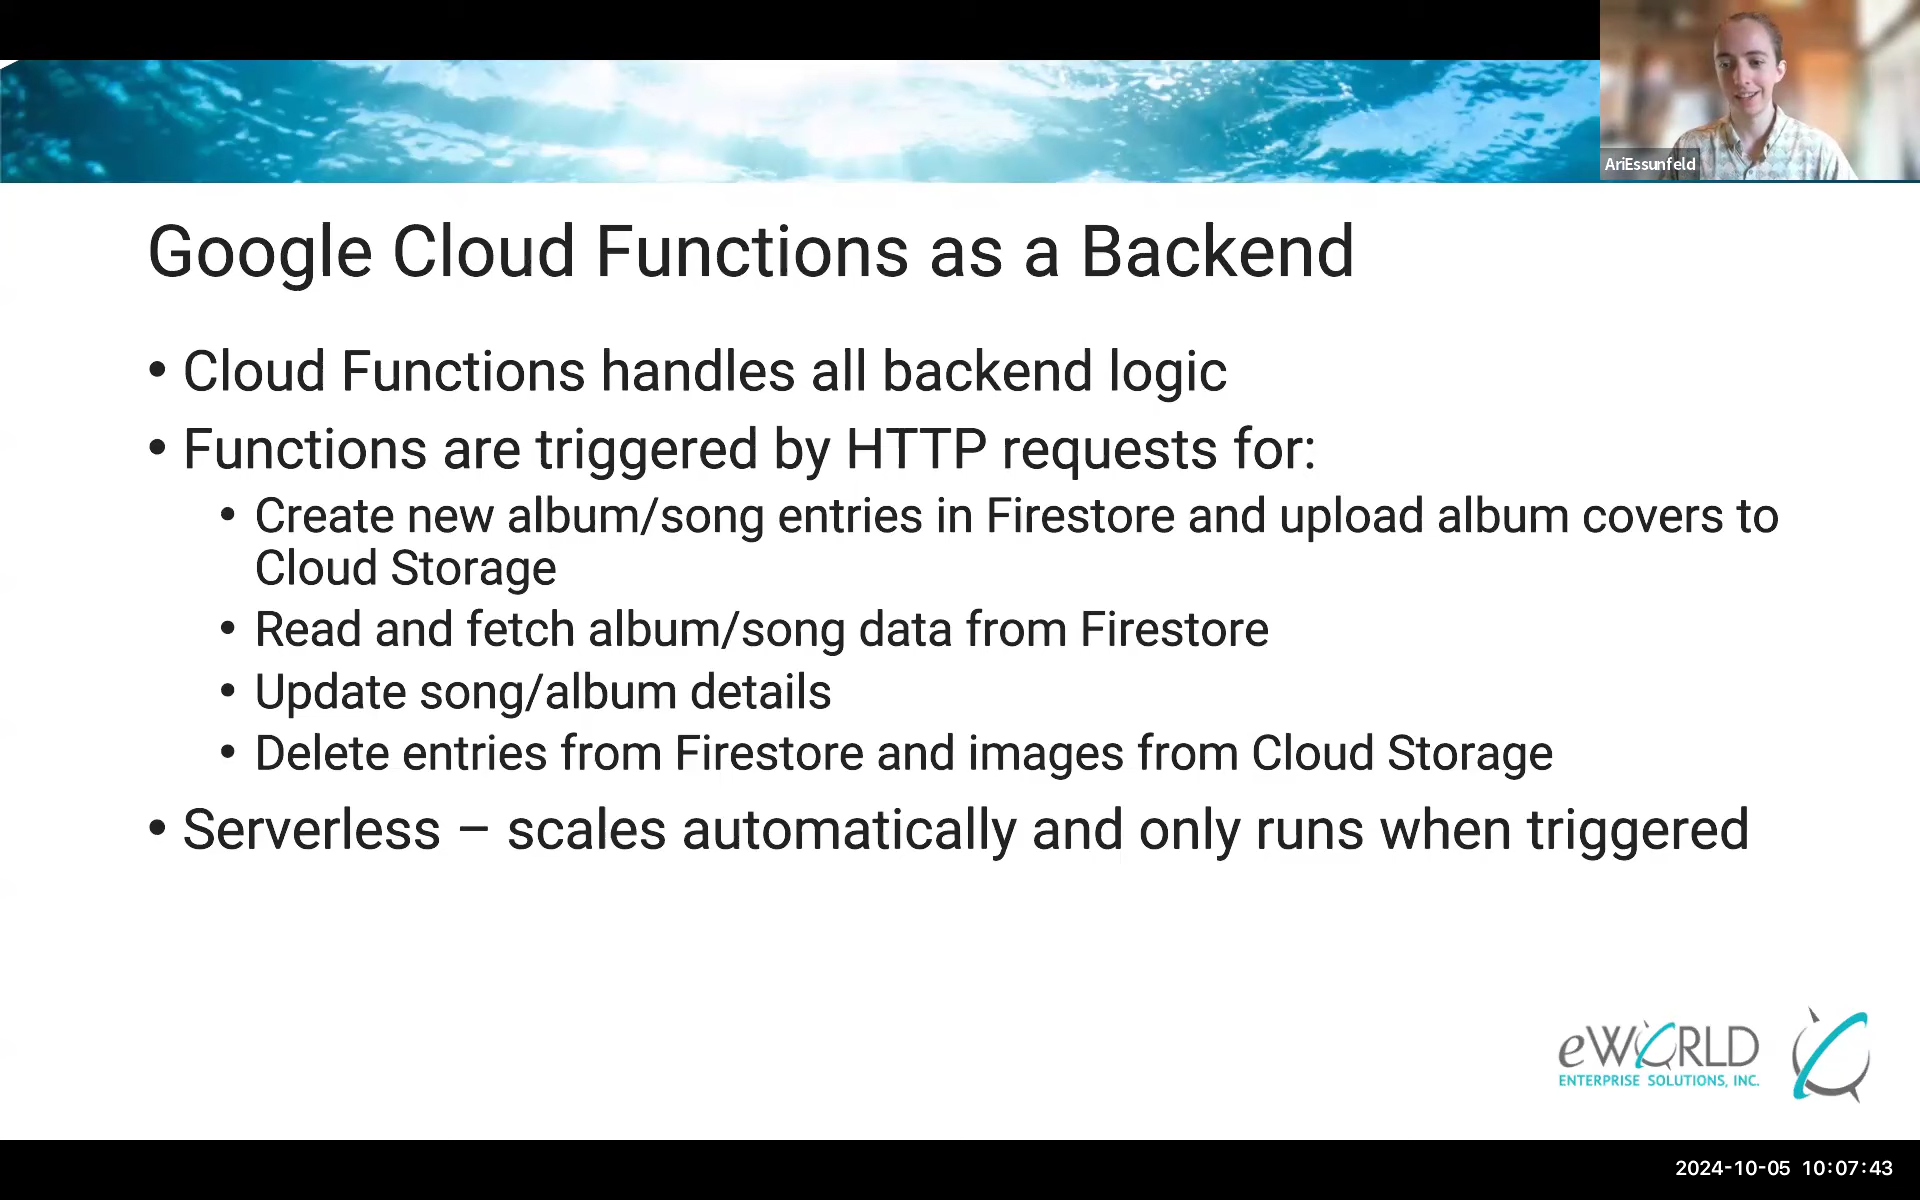 AriEssunfeld
Google Cloud Functions as a Backend
• Cloud Functions handles all backend logic
• Functions are triggered by HTTP requests for:
• Create new album/song entries in Firestore and upload album covers to
Cloud Storage
• Read and fetch album/song data from Firestore
• Update song/album details
• Delete entries from Firestore and images from Cloud Storage
• Serverless – scales automatically and only runs when triggered
eWORLD
ENTERPRISE SOLUTIONS, INC.
2024-10-05 10:07:43